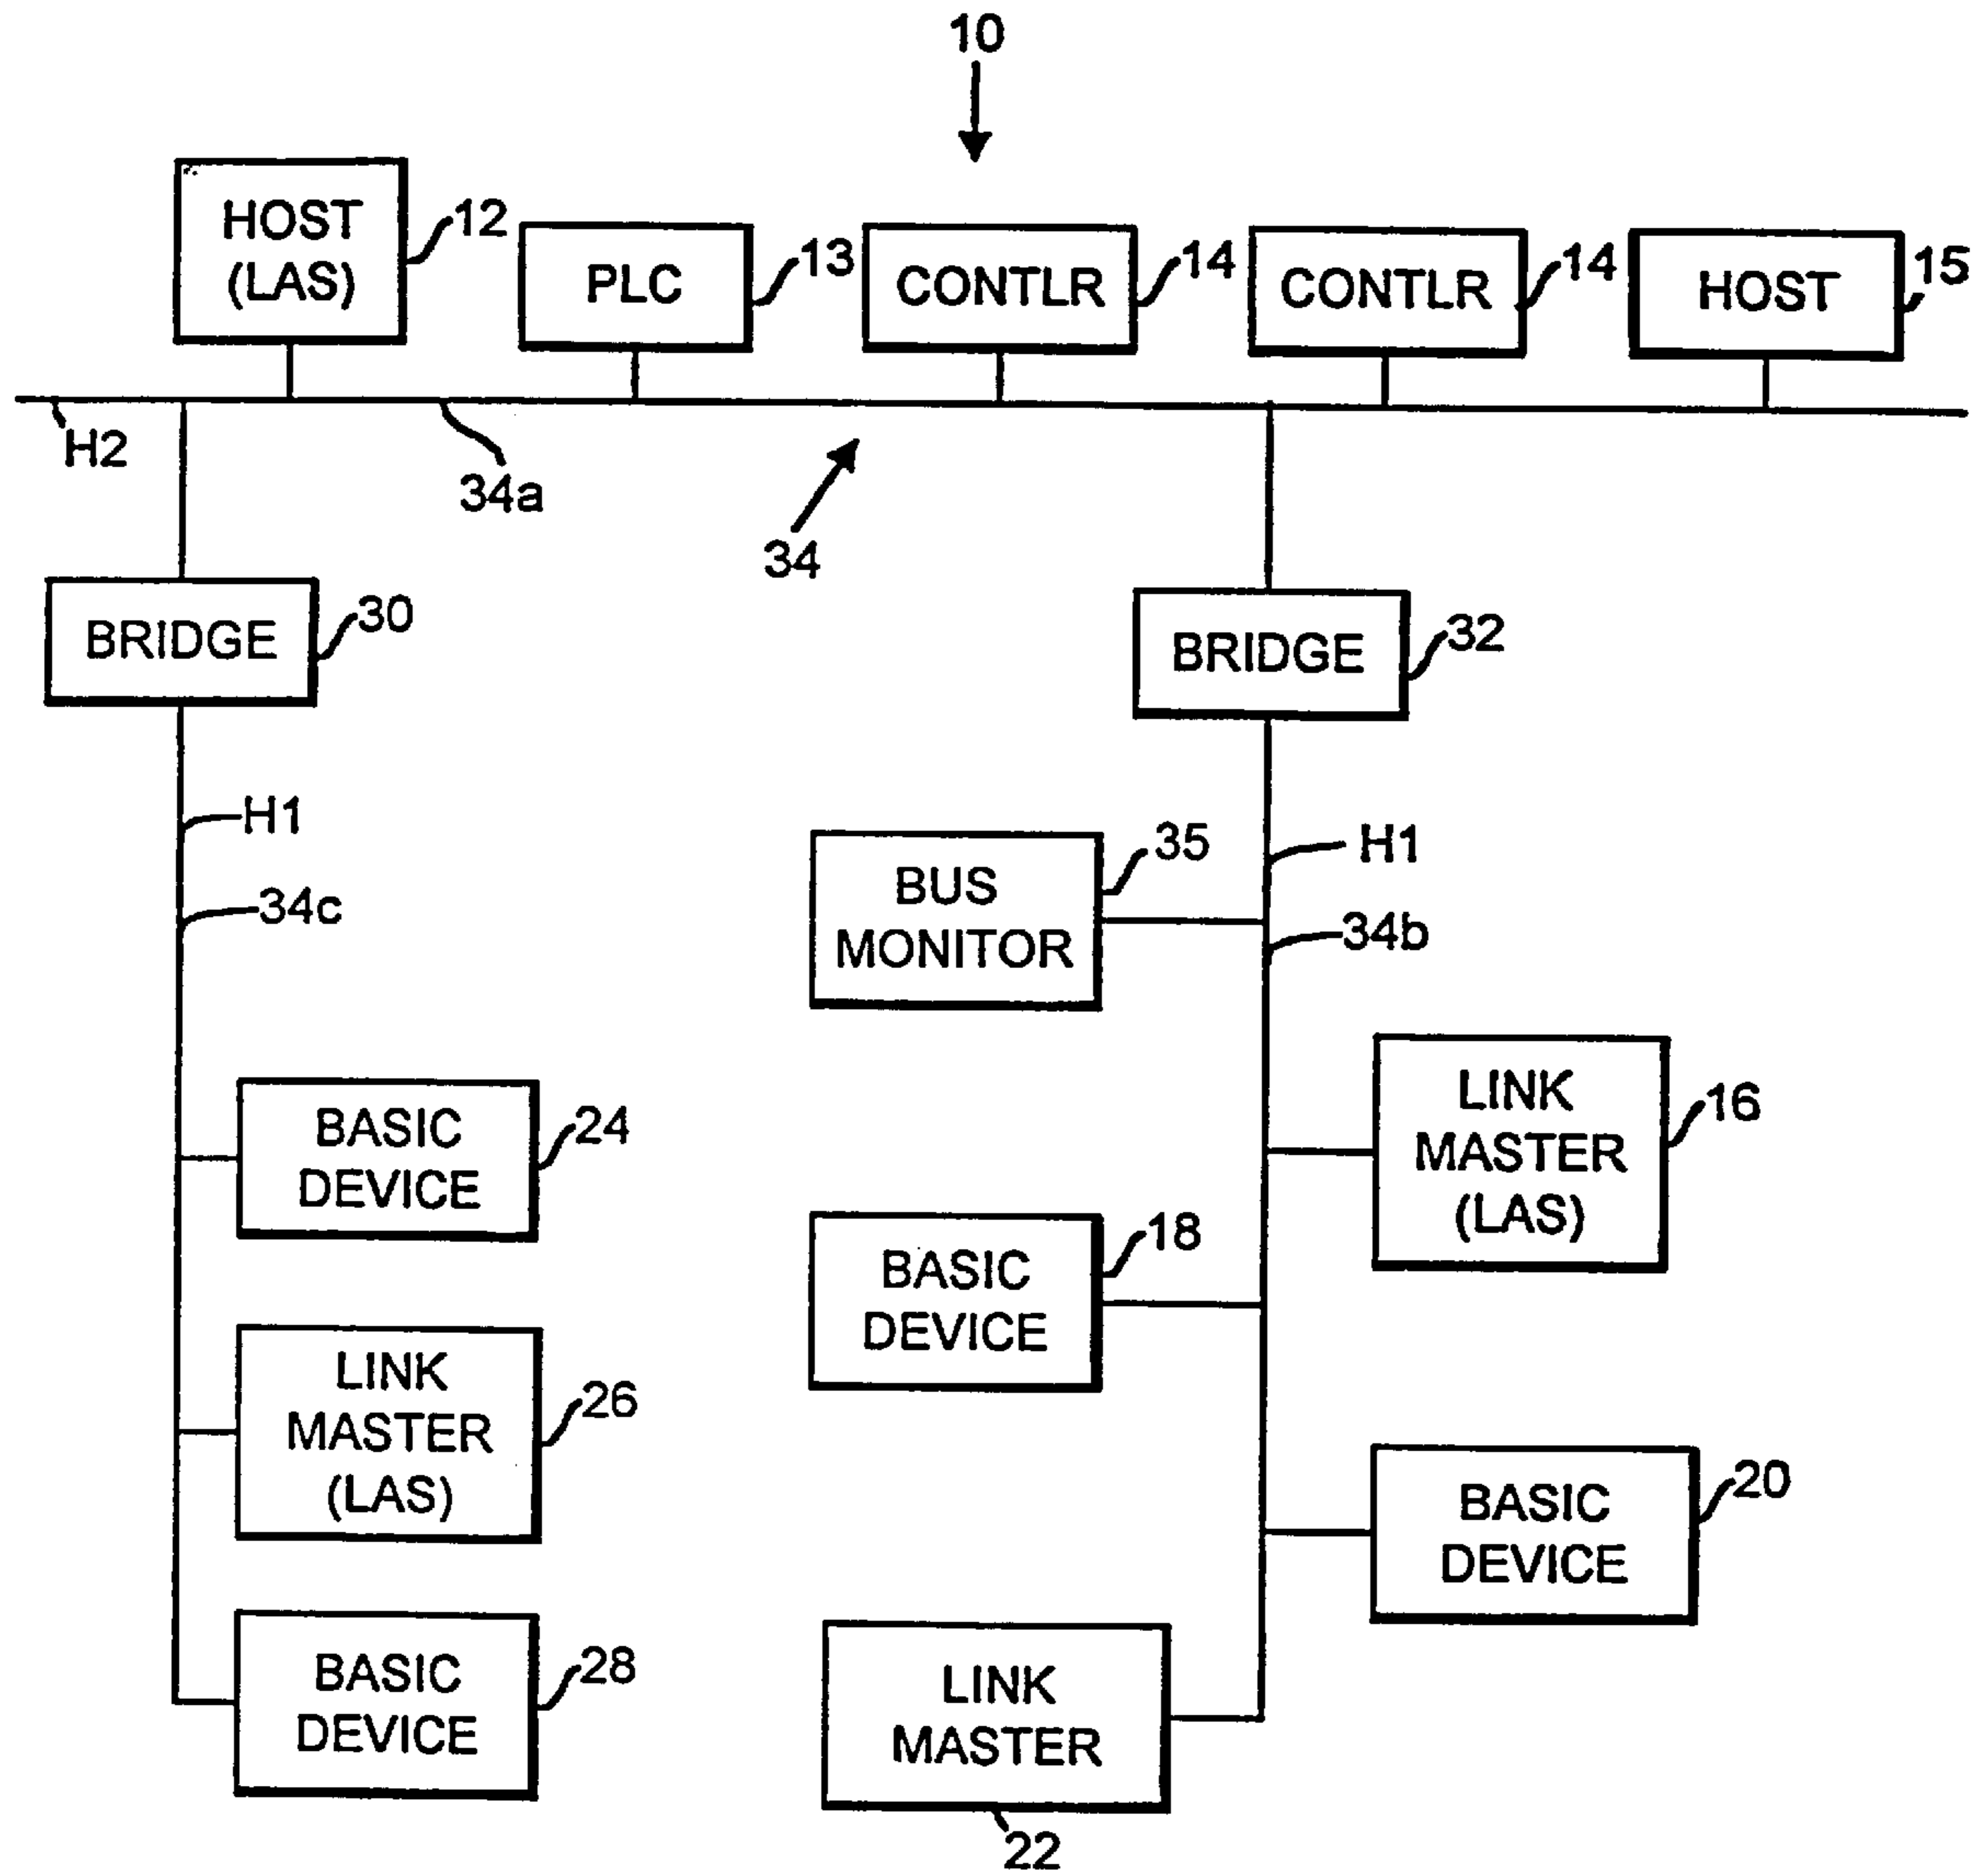 10
HOST
(LAS)
12
PLC
13
CONTLR
14
CONTLR
14
HOST
15
H2
34a
34
BRIDGE
30
BRIDGE
32
H1
34c
BUS
MONITOR
35
H1
34b
BASIC
DEVICE
24
LINK
MASTER
(LAS)
16
BASIC
DEVICE
18
LINK
MASTER
(LAS)
26
BASIC
DEVICE
20
BASIC
DEVICE
28
LINK
MASTER
22